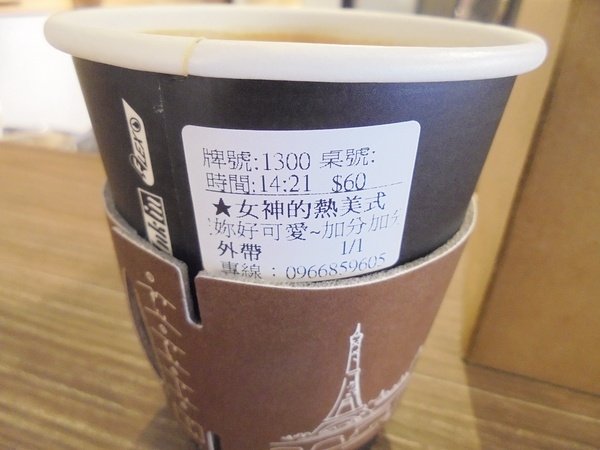 牌號:1300 桌號:
時間:14:21 $60
★女神的熱美式
妳好可愛~加分加分
外帶 1/1
專線：0966859605